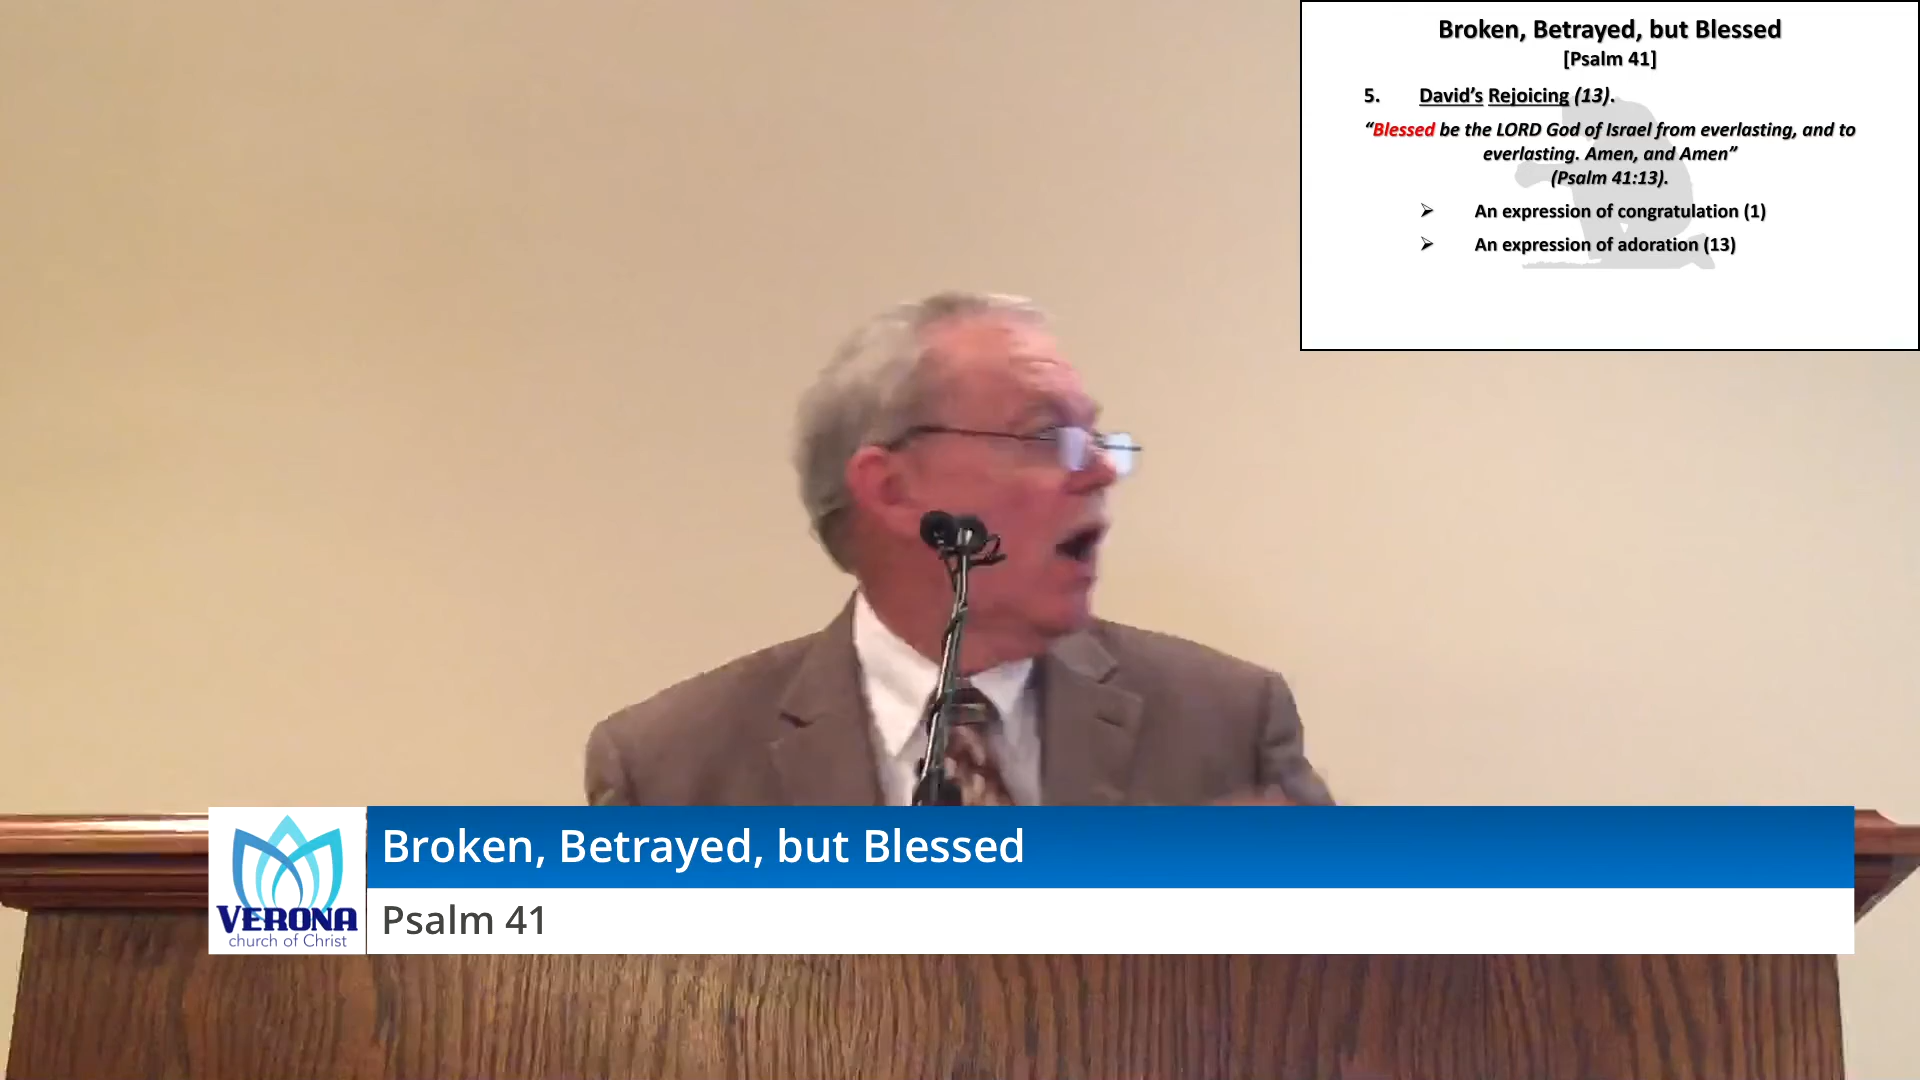 Broken, Betrayed, but Blessed
[Psalm 41]
5. David's Rejoicing (13).
“Blessed be the LORD God of Israel from everlasting, and to
everlasting. Amen, and Amen”
(Psalm 41:13).
➢ An expression of congratulation (1)
➢ An expression of adoration (13)
Broken, Betrayed, but Blessed
Psalm 41
VERONA
church of Christ